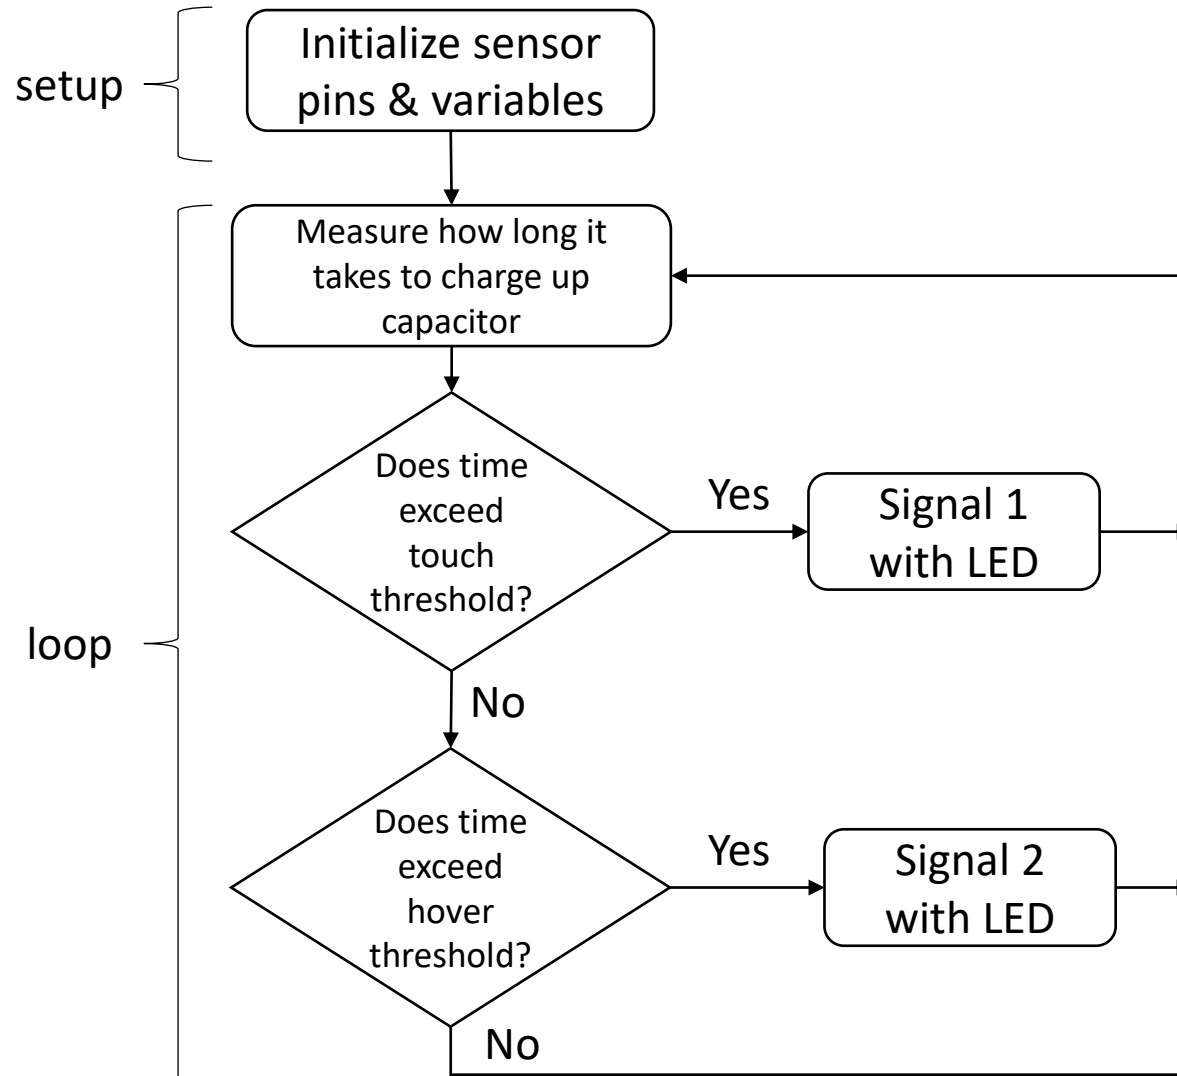 setup
Initialize sensor
pins & variables
Measure how long it
takes to charge up
capacitor
Does time
exceed
touch
threshold?
Yes
Signal 1
with LED
loop
No
Does time
exceed
hover
threshold?
Yes
Signal 2
with LED
No